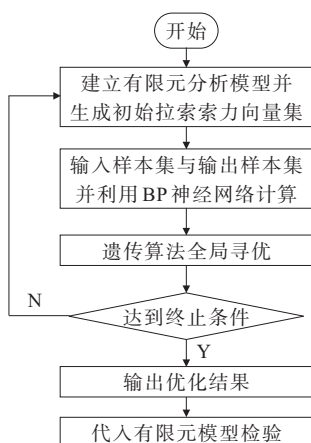 开始
建立有限元分析模型并
生成初始拉索索力向量集
输入样本集与输出样本集
并利用BP神经网络计算
遗传算法全局寻优
N
达到终止条件
Y
输出优化结果
代入有限元模型检验